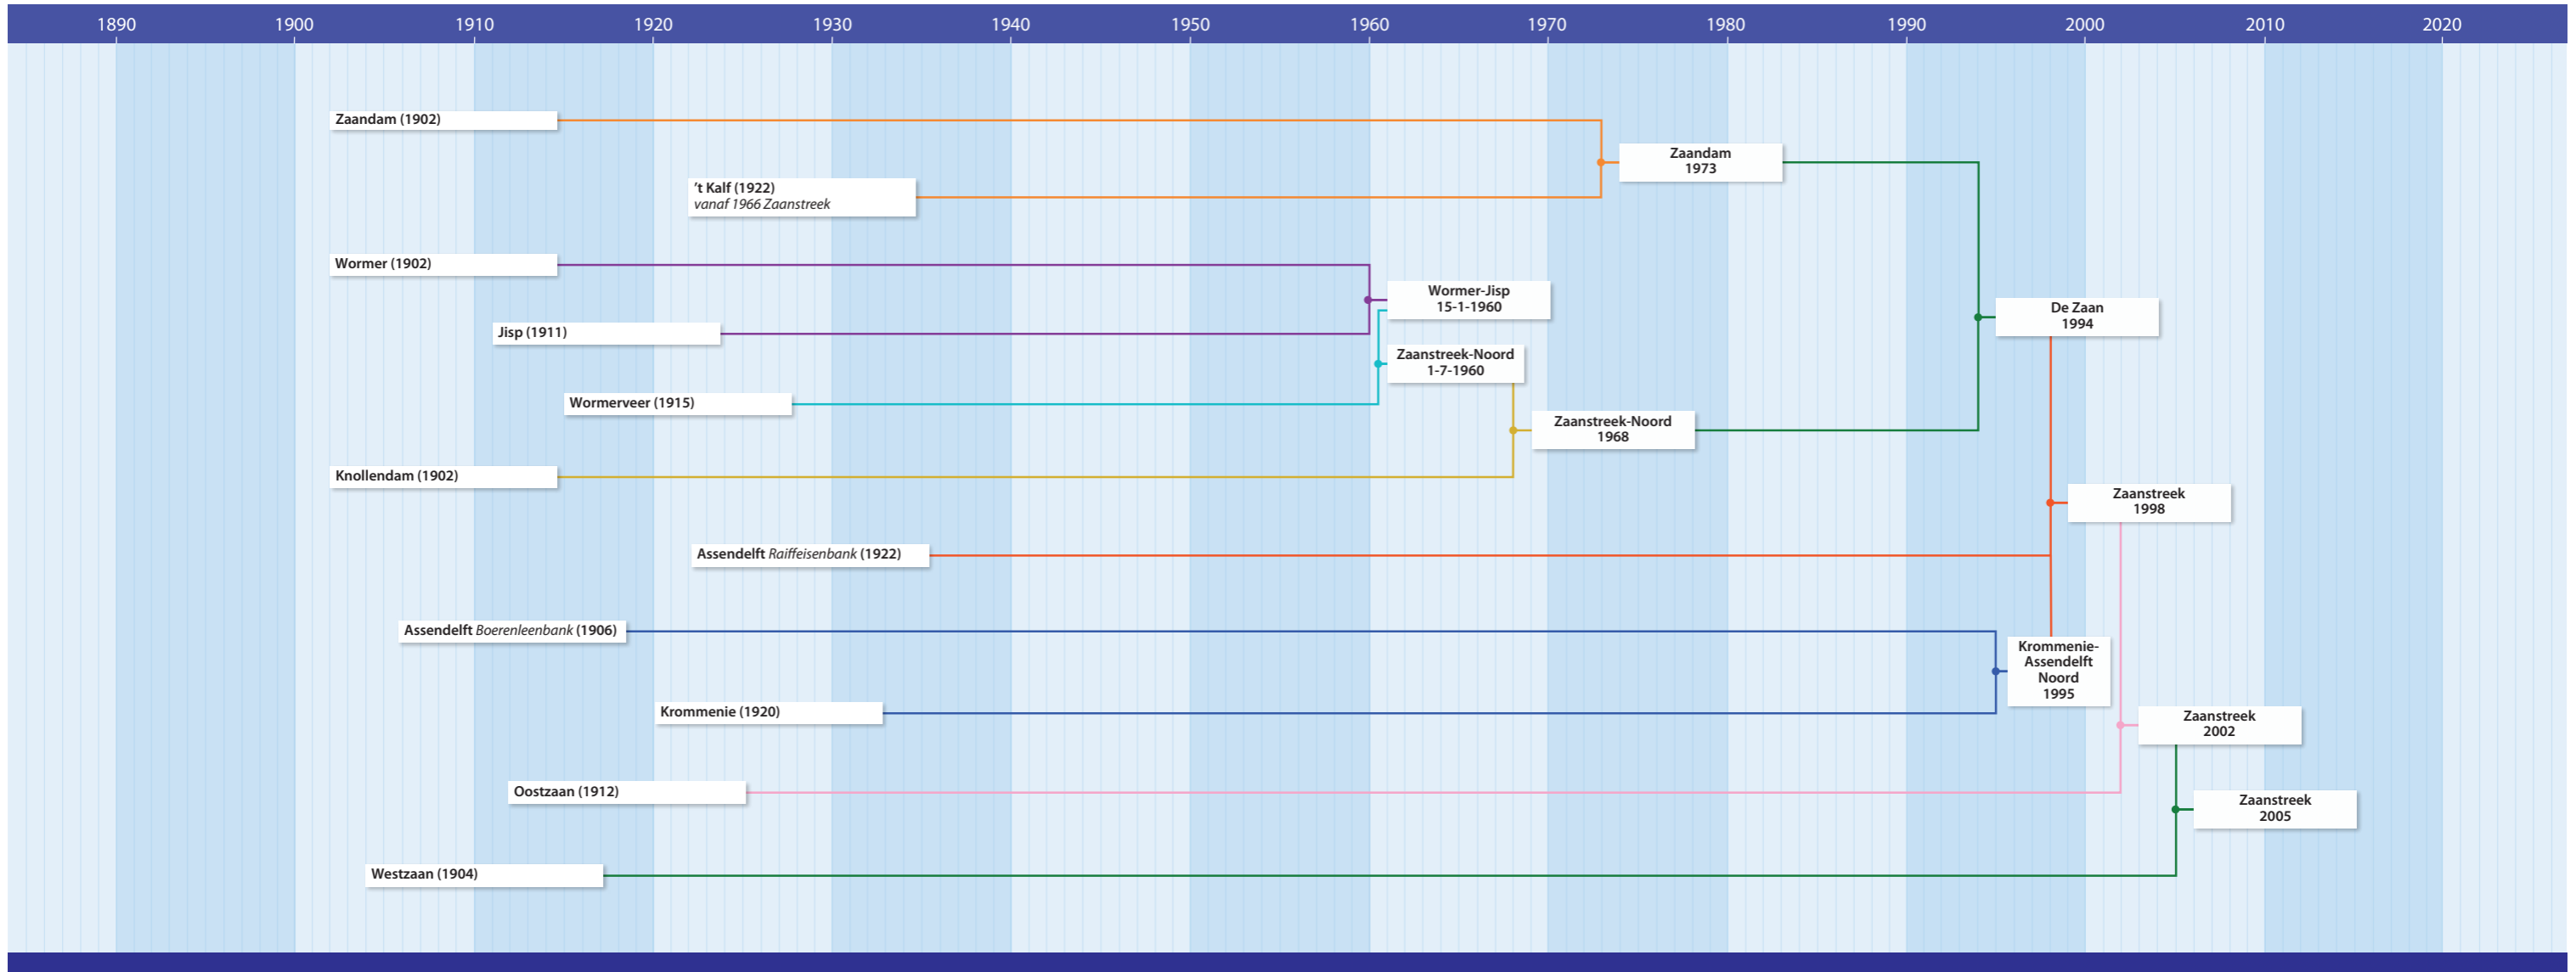 1890 1900 1910 1920 1930 1940 1950 1960 1970 1980 1990 2000 2010 2020
Zaandam (1902)
Zaandam
1973
’t Kalf (1922)
vanaf 1966 Zaanstreek
Wormer (1902)
Wormer-Jisp
15-1-1960
De Zaan
1994
Jisp (1911)
Zaanstreek-Noord
1-7-1960
Wormerveer (1915)
Zaanstreek-Noord
1968
Knollendam (1902)
Zaanstreek
1998
Assendelft Raiffeisenbank (1922)
Assendelft Boerenleenbank (1906)
Krommenie-
Assendelft
Noord
1995
Krommenie (1920)
Zaanstreek
2002
Oostzaan (1912)
Zaanstreek
2005
Westzaan (1904)